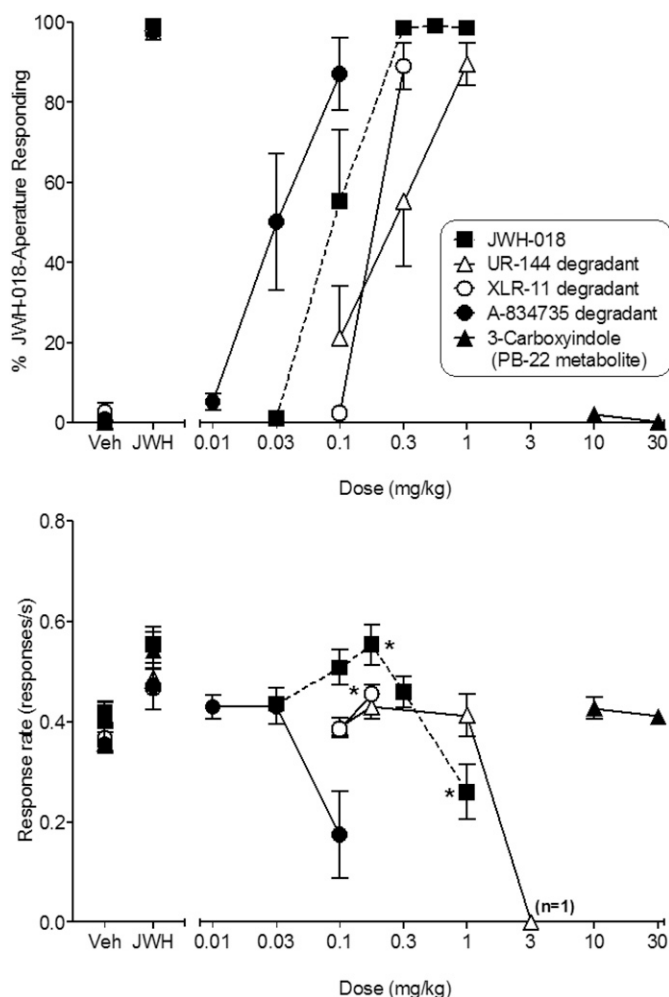 100
80
60
40
20
0
% JWH-018-Aperature Responding
JWH-018
UR-144 degradant
XLR-11 degradant
A-834735 degradant
3-Carboxyindole
(PB-22 metabolite)
Veh JWH 0.01 0.03 0.1 0.3 1 3 10 30
Dose (mg/kg)
0.8
0.6
0.4
0.2
0.0
Response rate (responses/s)
*
*
*
(n=1)
Veh JWH 0.01 0.03 0.1 0.3 1 3 10 30
Dose (mg/kg)